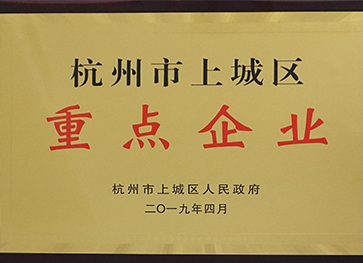 杭州市上城区
重点企业
杭州市上城区人民政府
二〇一九年四月